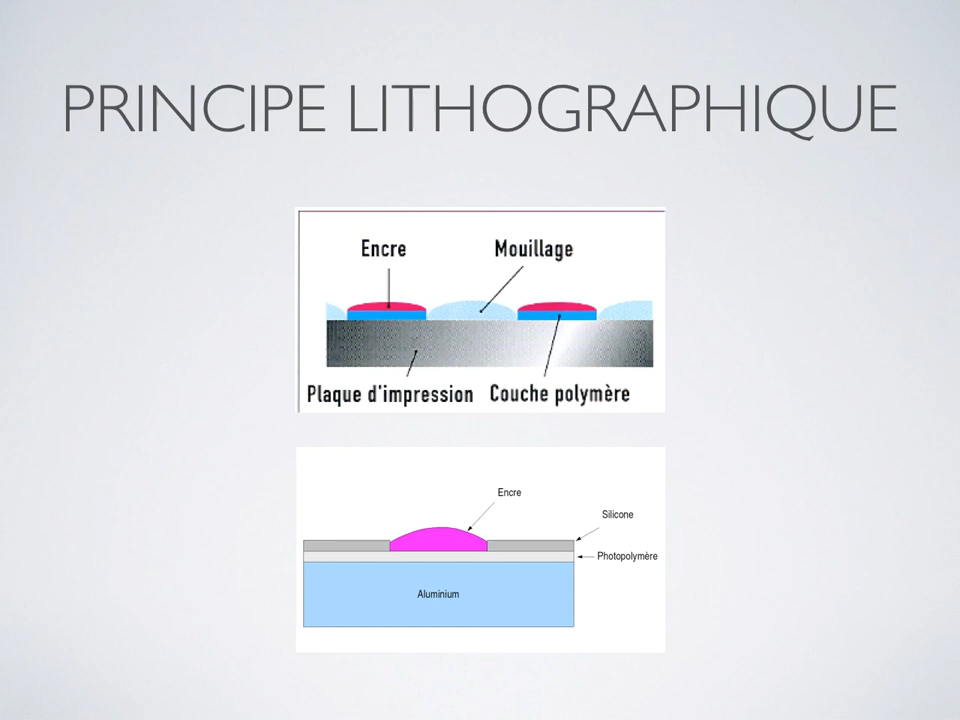 PRINCIPE LITHOGRAPHIQUE
Encre
Mouillage
Plaque d'impression
Couche polymère
Encre
Silicone
Photopolymère
Aluminium